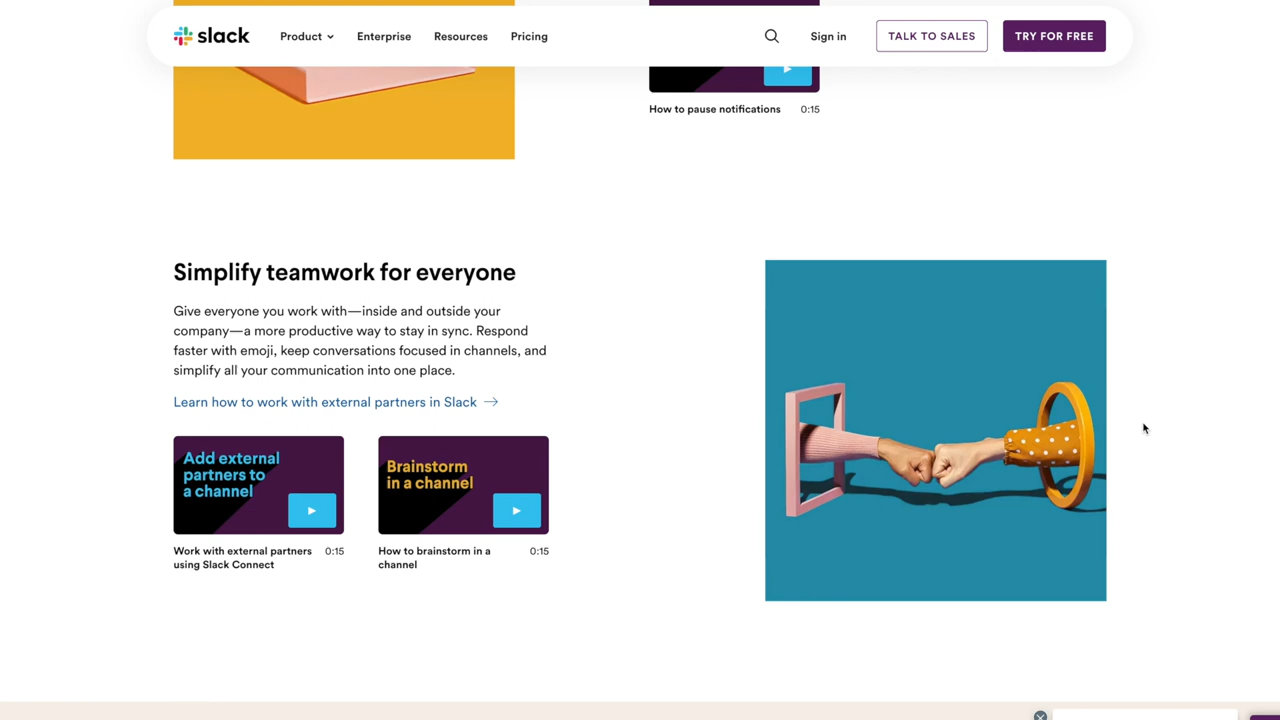 slack
Product
Enterprise
Resources
Pricing
Sign in
TALK TO SALES
TRY FOR FREE
How to pause notifications
0:15
Simplify teamwork for everyone
Give everyone you work with—inside and outside your
company—a more productive way to stay in sync. Respond
faster with emoji, keep conversations focused in channels, and
simplify all your communication into one place.
Learn how to work with external partners in Slack →
Add external
partners to
a channel
Work with external partners
using Slack Connect
0:15
Brainstorm
in a channel
How to brainstorm in a
channel
0:15